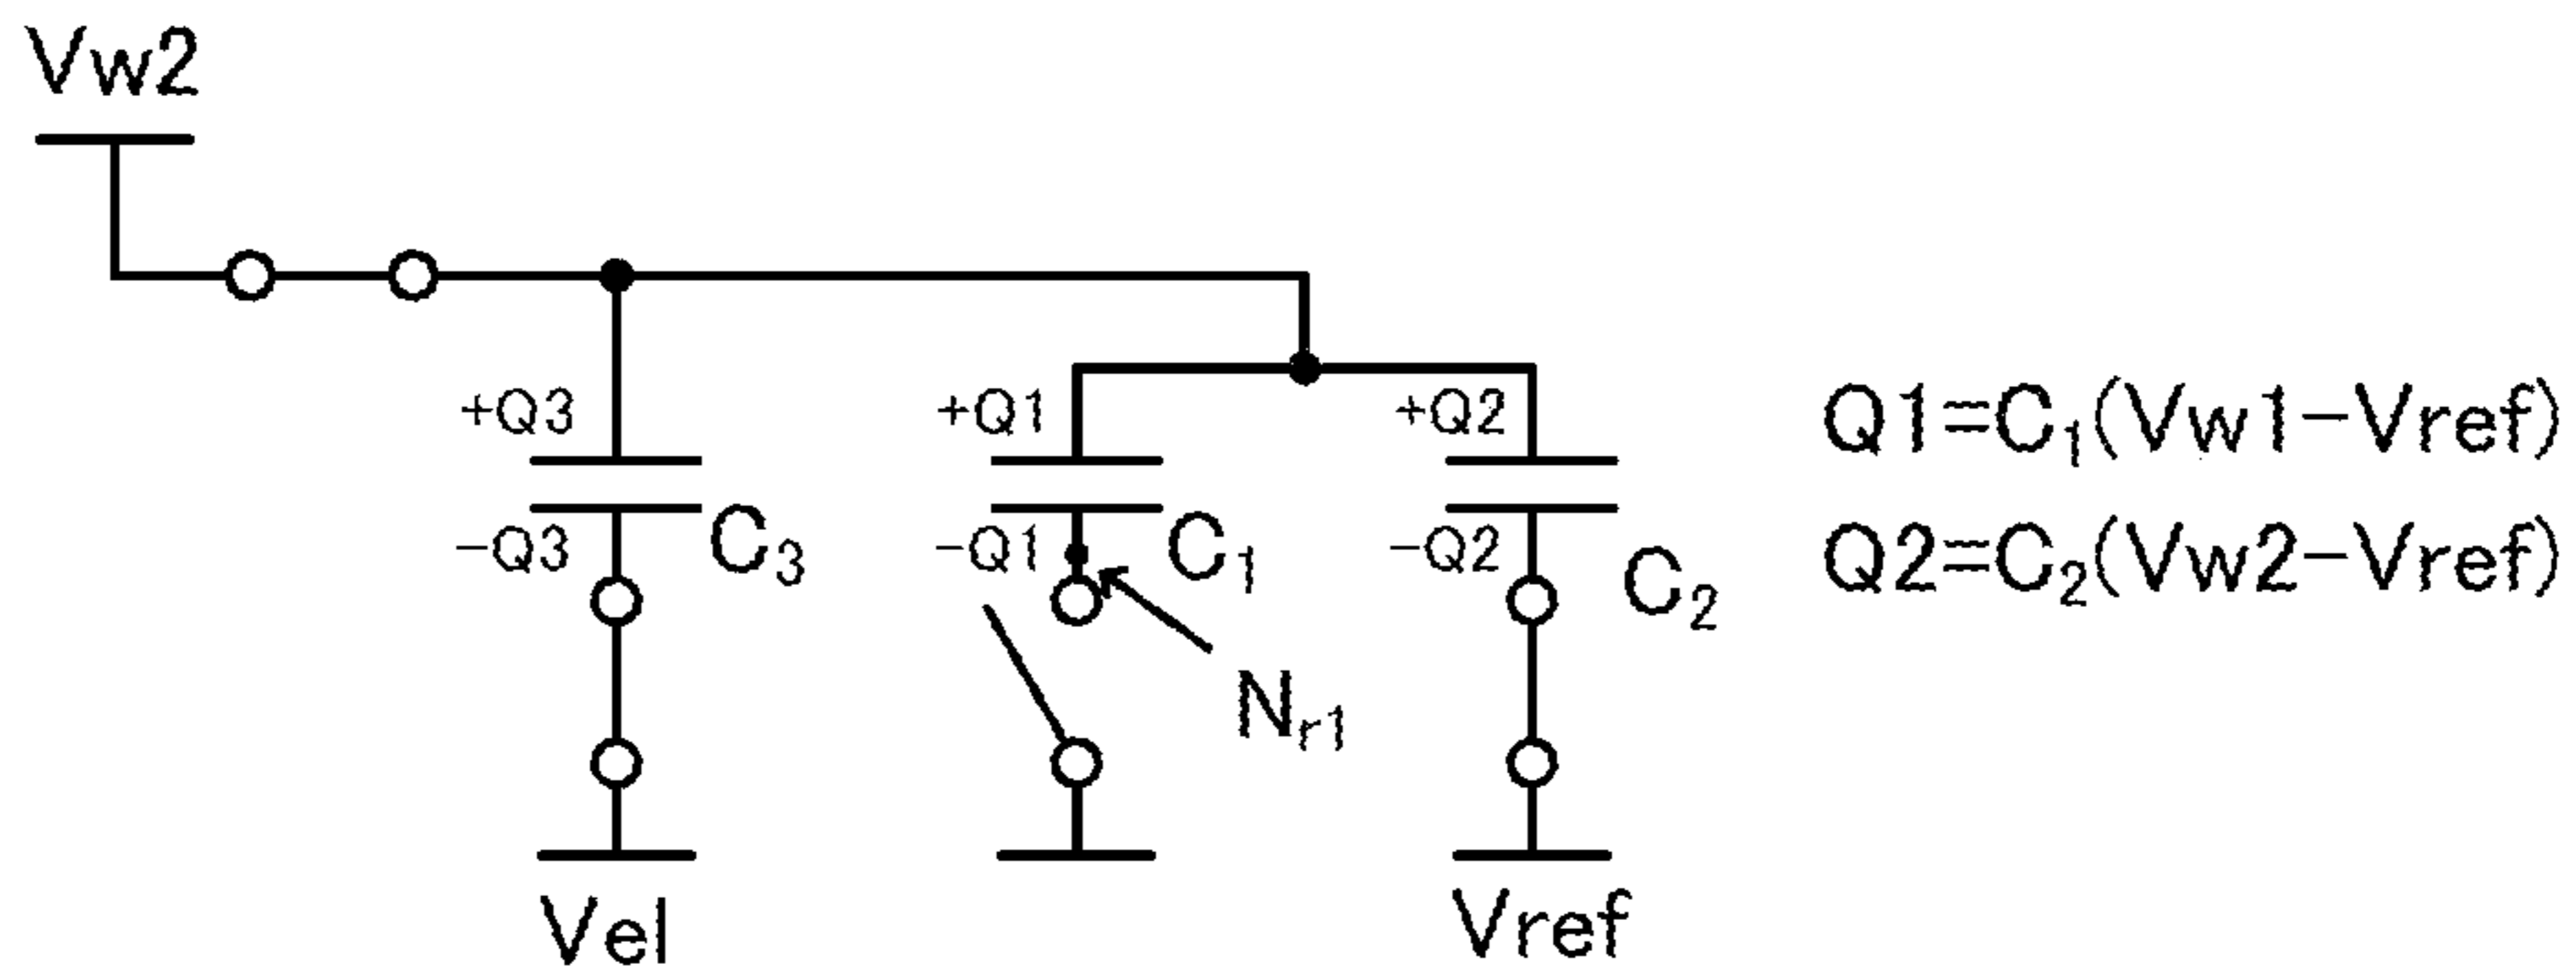 Vw2
+Q3
-Q3
C₃
+Q1
-Q1
C₁
Nr1
+Q2
-Q2
C₂
Q1=C₁(Vw1-Vref)
Q2=C₂(Vw2-Vref)
Vel
Vref